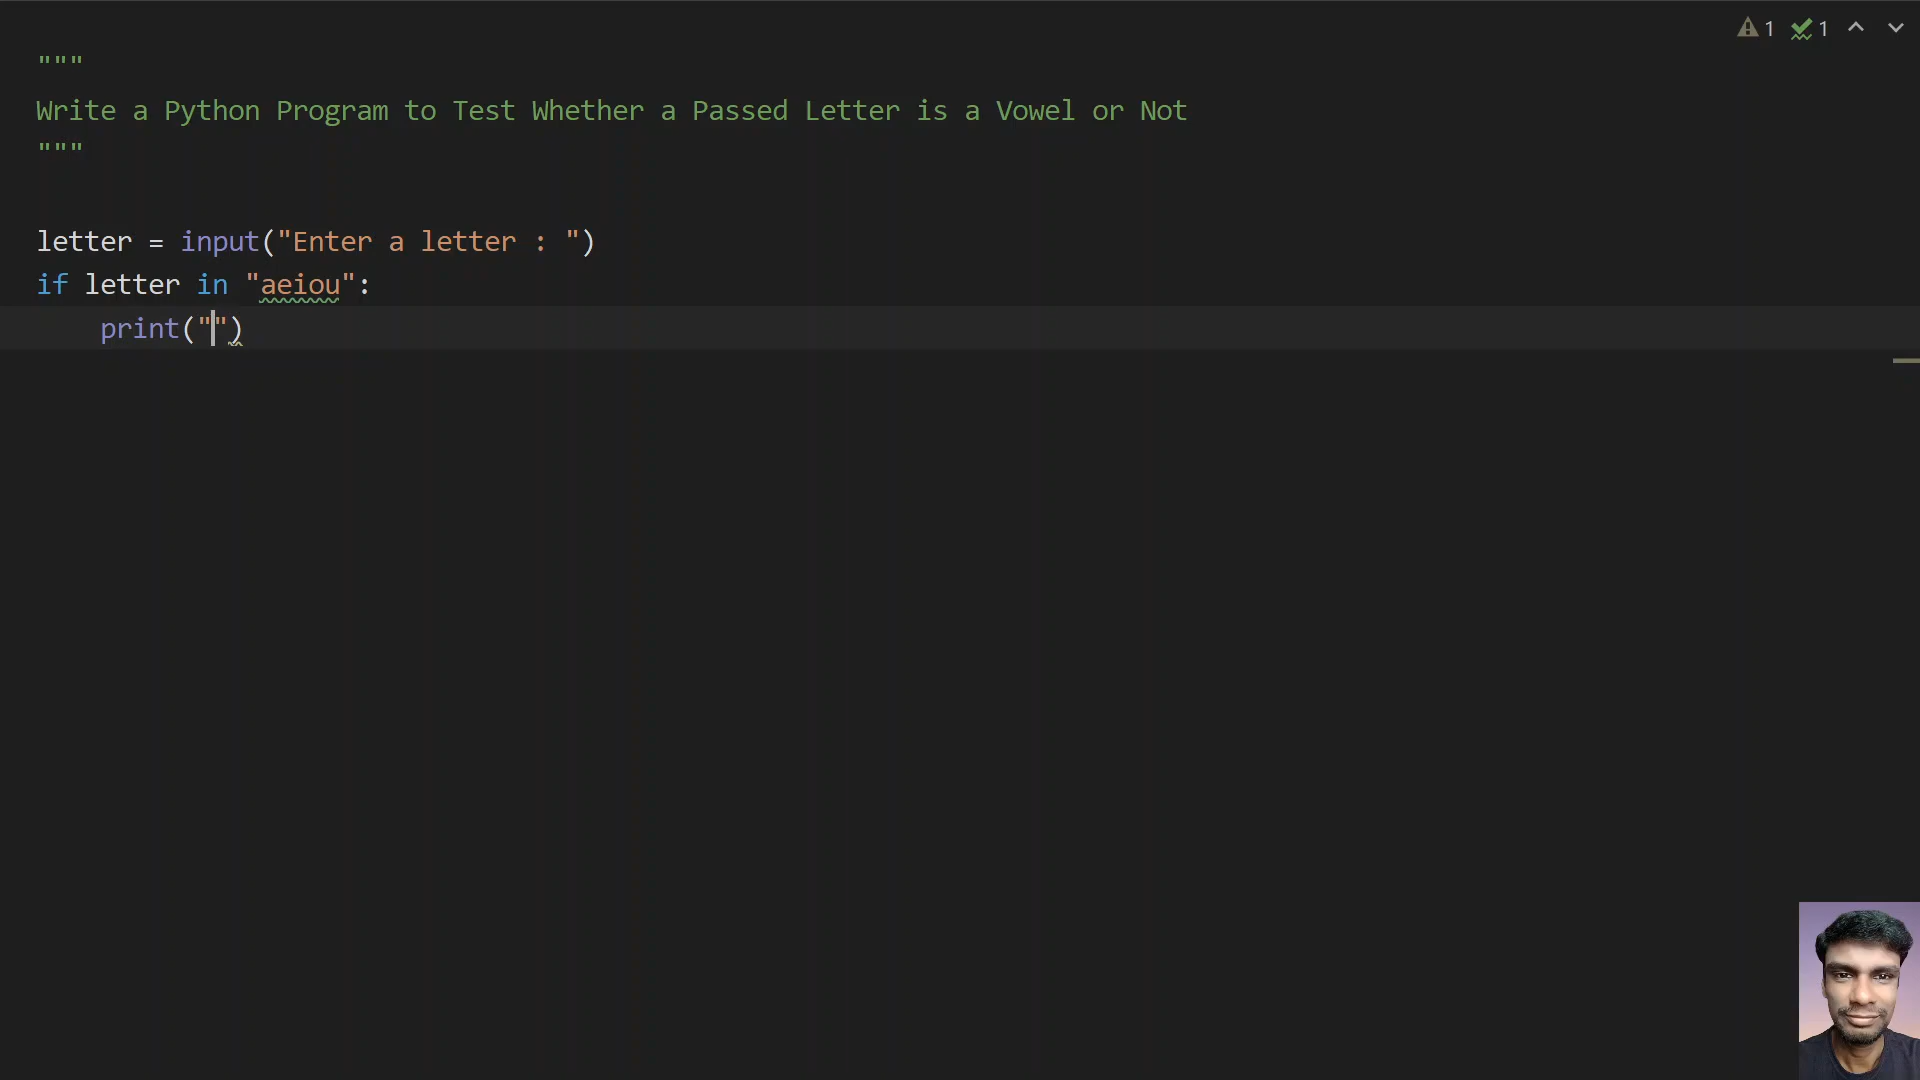 1 1
"""
Write a Python Program to Test Whether a Passed Letter is a Vowel or Not
"""
letter = input("Enter a letter : ")
if letter in "aeiou":
    print("")